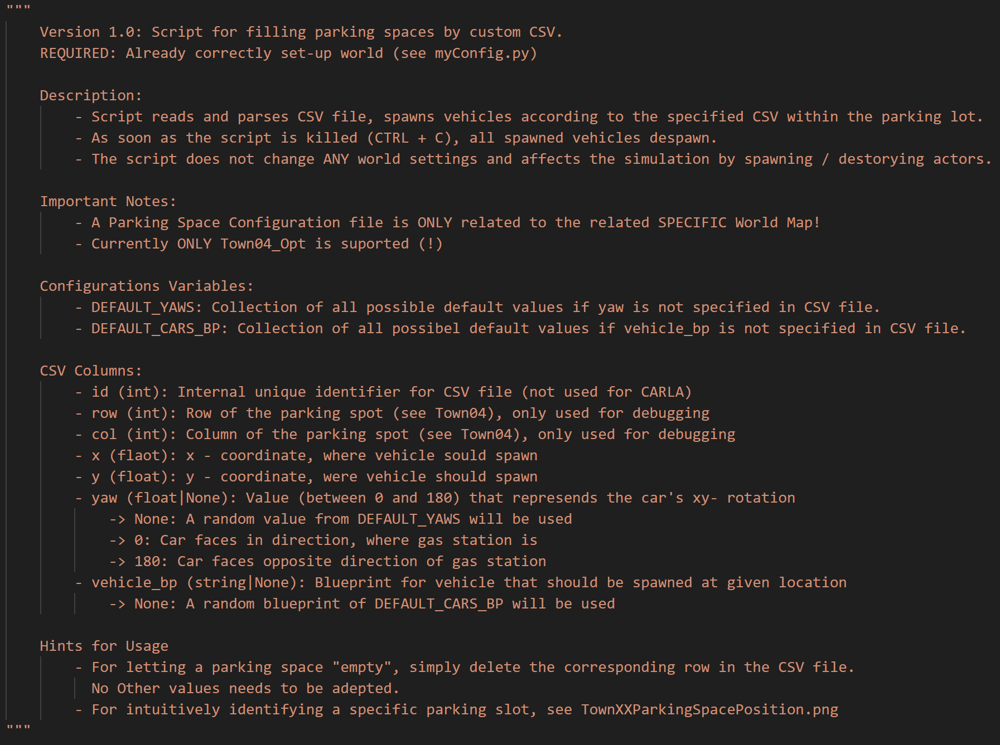 """
Version 1.0: Script for filling parking spaces by custom CSV.
REQUIRED: Already correctly set-up world (see myConfig.py)
Description:
- Script reads and parses CSV file, spawns vehicles according to the specified CSV within the parking lot.
- As soon as the script is killed (CTRL + C), all spawned vehicles despawn.
- The script does not change ANY world settings and affects the simulation by spawning / destorying actors.
Important Notes:
- A Parking Space Configuration file is ONLY related to the related SPECIFIC World Map!
- Currently ONLY Town04_Opt is suported (!)
Configurations Variables:
- DEFAULT_YAWS: Collection of all possible default values if yaw is not specified in CSV file.
- DEFAULT_CARS_BP: Collection of all possibel default values if vehicle_bp is not specified in CSV file.
CSV Columns:
- id (int): Internal unique identifier for CSV file (not used for CARLA)
- row (int): Row of the parking spot (see Town04), only used for debugging
- col (int): Column of the parking spot (see Town04), only used for debugging
- x (flaot): x - coordinate, where vehicle sould spawn
- y (float): y - coordinate, were vehicle should spawn
- yaw (float|None): Value (between 0 and 180) that represends the car's xy- rotation
-> None: A random value from DEFAULT_YAWS will be used
-> 0: Car faces in direction, where gas station is
-> 180: Car faces opposite direction of gas station
- vehicle_bp (string|None): Blueprint for vehicle that should be spawned at given location
-> None: A random blueprint of DEFAULT_CARS_BP will be used
Hints for Usage
- For letting a parking space "empty", simply delete the corresponding row in the CSV file.
No Other values needs to be adepted.
- For intuitively identifying a specific parking slot, see TownXXParkingSpacePosition.png
"""